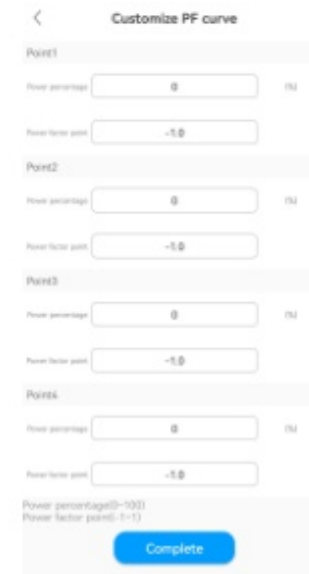 Customize PF curve
Point1
Power percentage 0 (%)
Power factor point -1.0
Point2
Power percentage 0 (%)
Power factor point -1.0
Point3
Power percentage 0 (%)
Power factor point -1.0
Point4
Power percentage 0 (%)
Power factor point -1.0
Power percentage(0~100)
Power factor point(-1~1)
Complete